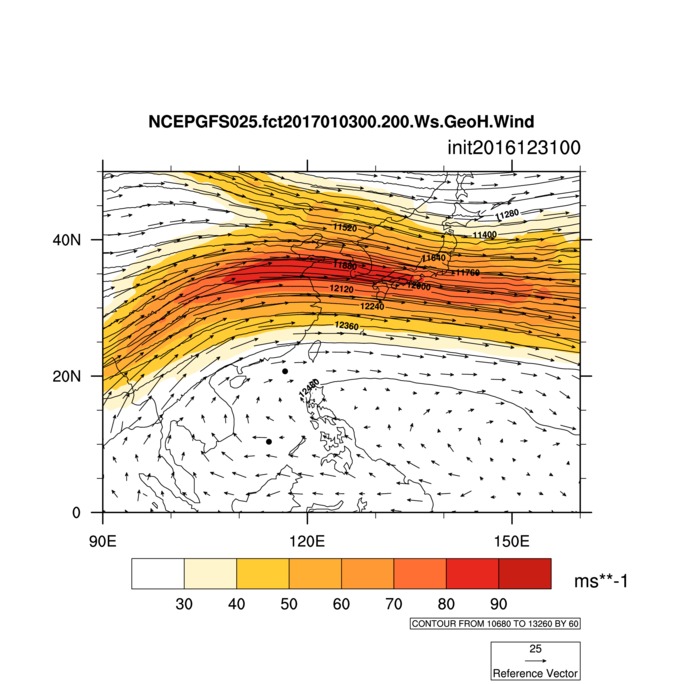 NCEPGFS025.fct2017010300.200.Ws.GeoH.Wind
init2016123100
11280
11520
11400
40N
11640
11880
11760
12120
12000
12240
12360
20N
12480
0
90E 120E 150E
ms**-1
30 40 50 60 70 80 90
CONTOUR FROM 10680 TO 13260 BY 60
25
Reference Vector